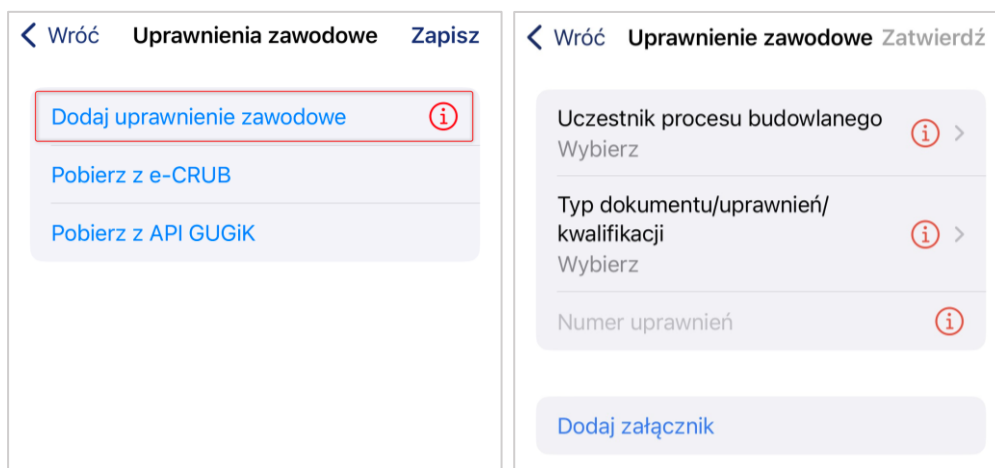 Wróć Uprawnienia zawodowe Zapisz
Dodaj uprawnienie zawodowe
Pobierz z e-CRUB
Pobierz z API GUGiK
Wróć Uprawnienie zawodowe Zatwierdź
Uczestnik procesu budowlanego
Wybierz
Typ dokumentu/uprawnień/
kwalifikacji
Wybierz
Numer uprawnień
Dodaj załącznik